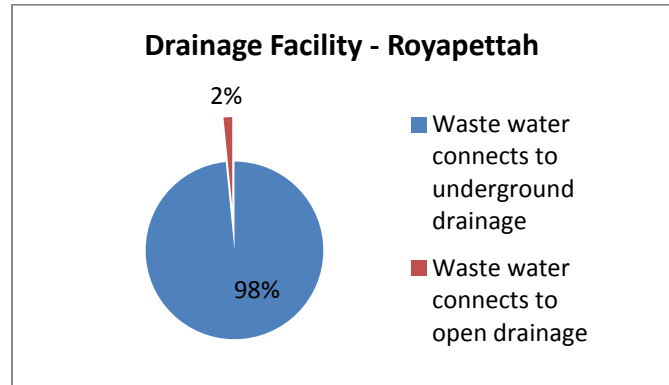 Drainage Facility - Royapettah
2%
98%
Waste water
connects to
underground
drainage
Waste water
connects to
open drainage